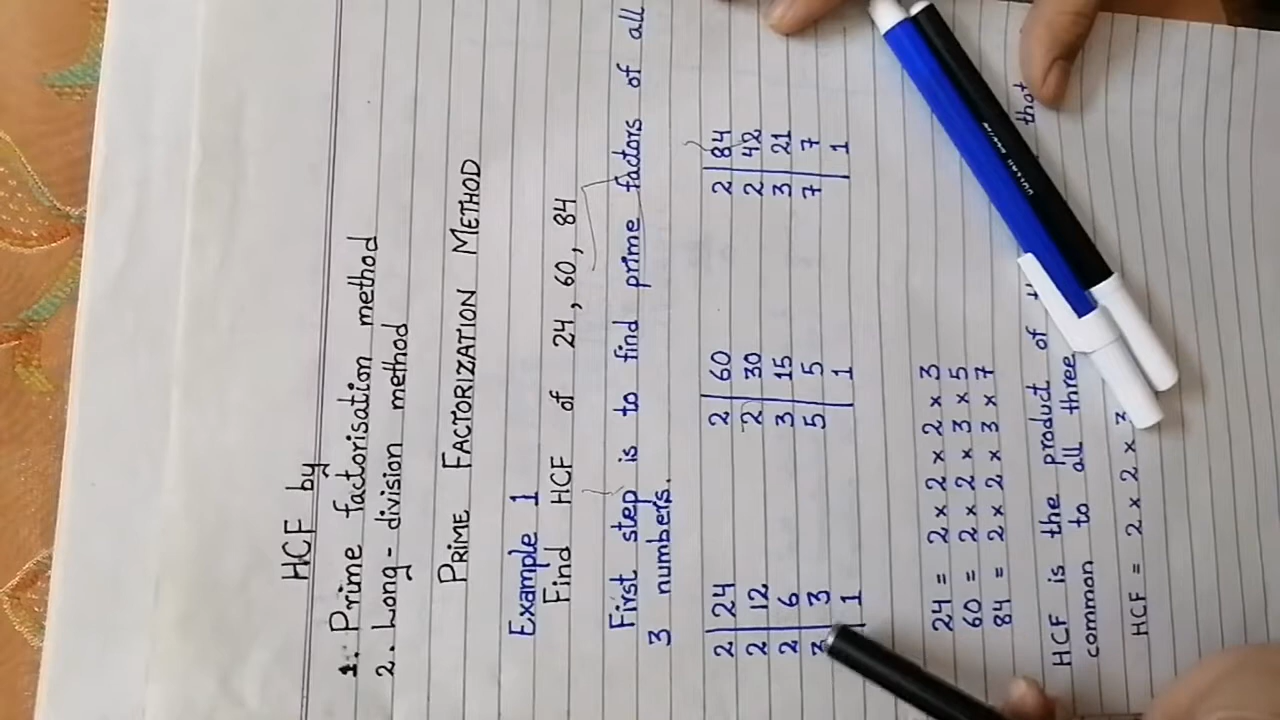 HCF by
1. Prime factorisation method
2. Long-division method
PRIME FACTORIZATION METHOD
Example 1
Find HCF of 24, 60, 84
First step is to find prime factors of all
3 numbers.
2 | 24 2 | 60 2 | 84
2 | 12 2 | 30 2 | 42
2 | 6 3 | 15 3 | 21
3 | 3 5 | 5 7 | 7
| 1 | 1 | 1
24 = 2 × 2 × 2 × 3
60 = 2 × 2 × 3 × 5
84 = 2 × 2 × 3 × 7
HCF is the product of that
common to all three
HCF = 2 × 2 × 3